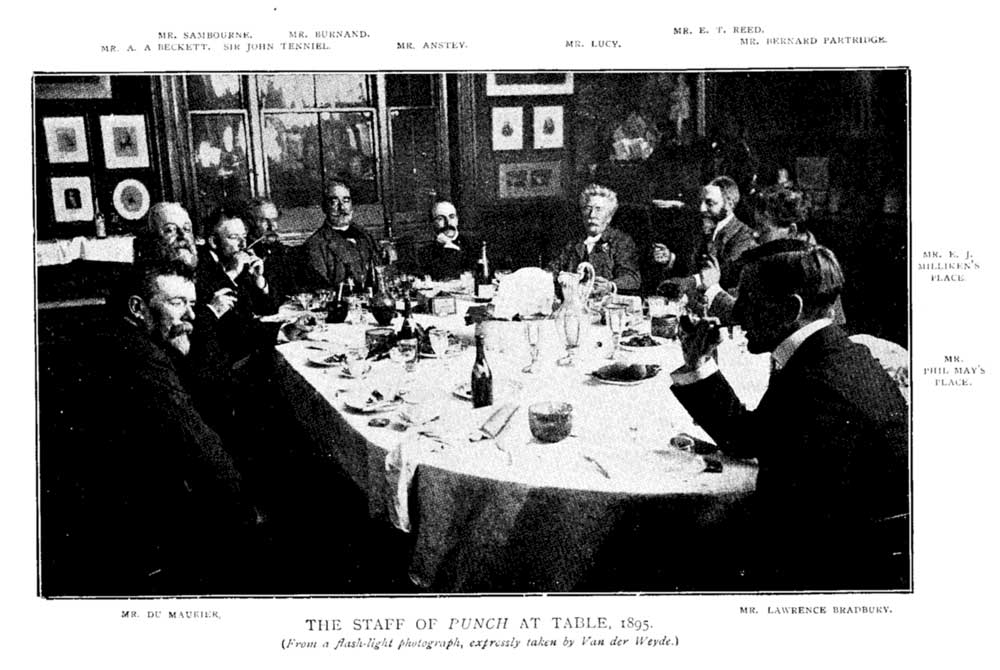 MR. SAMBOURNE. MR. BURNAND. MR. E. T. REED.
MR. A. A BECKETT. SIR JOHN TENNIEL. MR. ANSTEY. MR. LUCY. MR. BERNARD PARTRIDGE.
MR. E. J.
MILLIKEN'S
PLACE.
MR.
PHIL MAY'S
PLACE.
MR. DU MAURIER. MR. LAWRENCE BRADBURY.
THE STAFF OF PUNCH AT TABLE, 1895.
(From a flash-light photograph, expressly taken by Van der Weyde.)